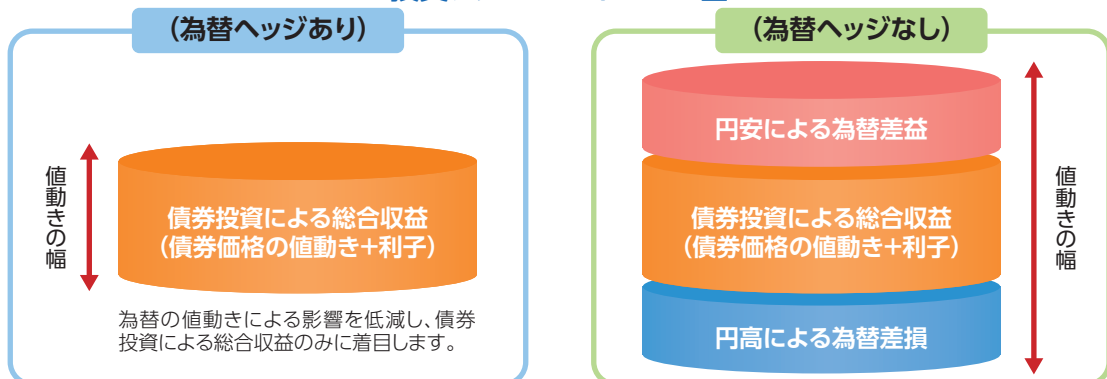 (為替ヘッジあり)
値動きの幅
債券投資による総合収益
(債券価格の値動き+利子)
為替の値動きによる影響を低減し、債券
投資による総合収益のみに着目します。
(為替ヘッジなし)
円安による為替差益
債券投資による総合収益
(債券価格の値動き+利子)
円高による為替差損
値動きの幅